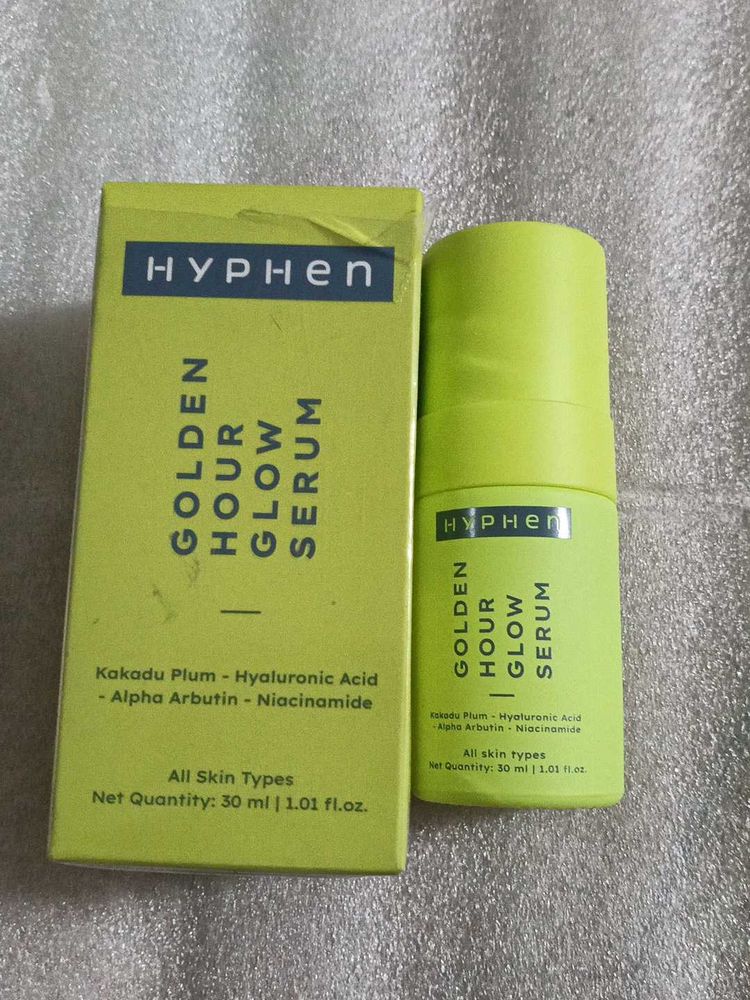 HYPHen
GOLDEN
HOUR
GLOW
SERUM
Kakadu Plum - Hyaluronic Acid
- Alpha Arbutin - Niacinamide
All Skin Types
Net Quantity: 30 ml | 1.01 fl.oz.
HYPHen
GOLDEN
HOUR
GLOW
SERUM
Kakadu Plum - Hyaluronic Acid
- Alpha Arbutin - Niacinamide
All skin types
Net Quantity: 30 ml | 1.01 fl.oz.